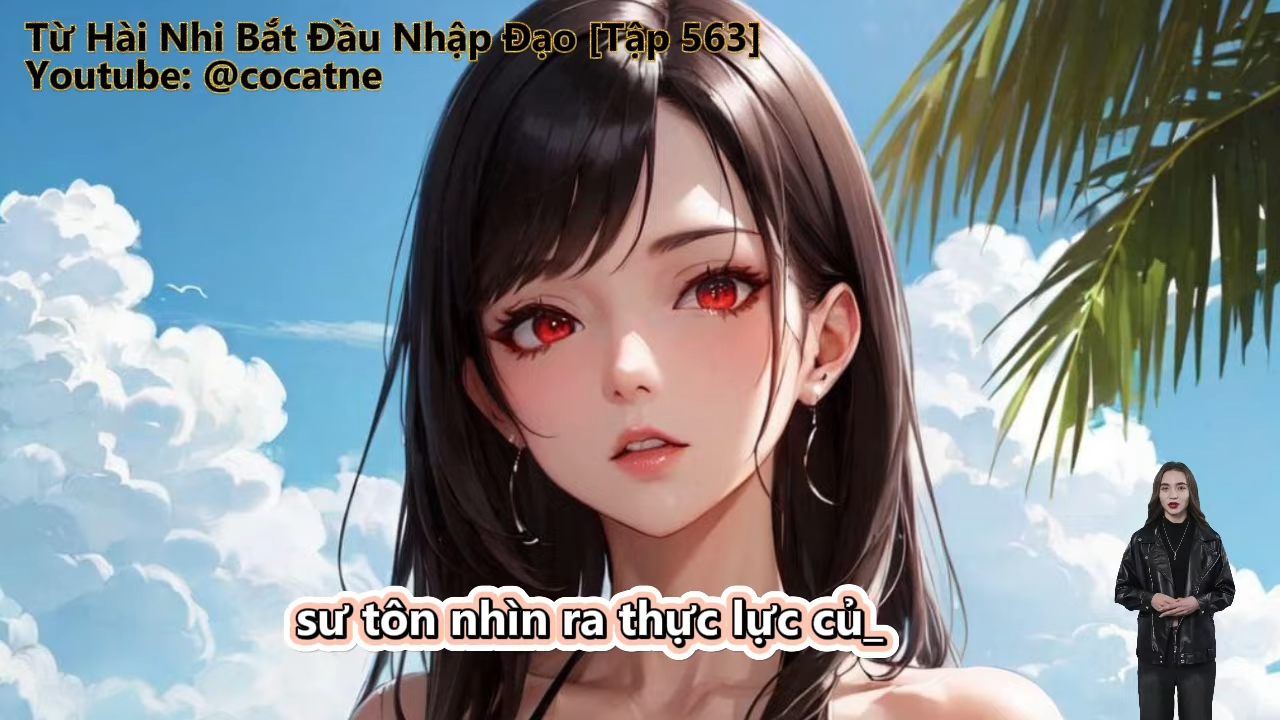 Từ Hài Nhi Bắt Đầu Nhập Đạo [Tập 563]
Youtube: @cocatne
sư tôn nhìn ra thực lực củ_